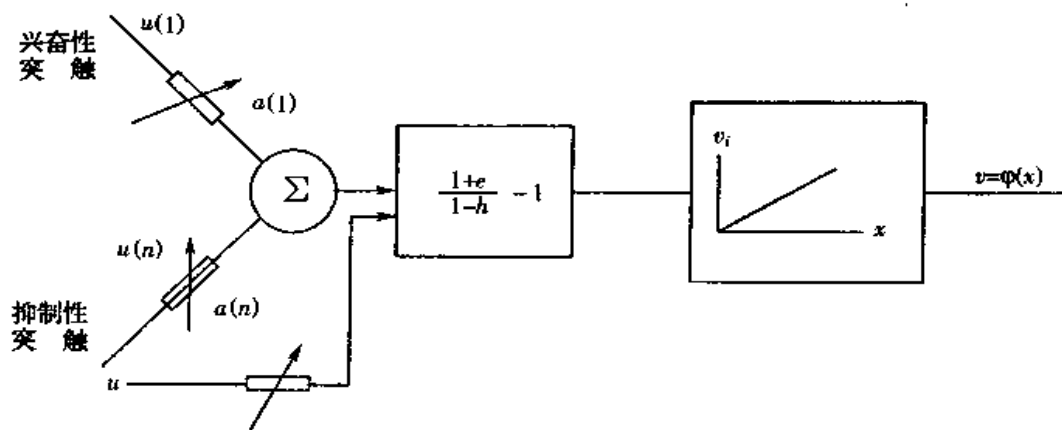 u(1)
兴奋性
突 触
a(1)
Σ
(1+e)/(1-h) -1
v_i
x
v=φ(x)
u(n)
a(n)
抑制性
突 触
u